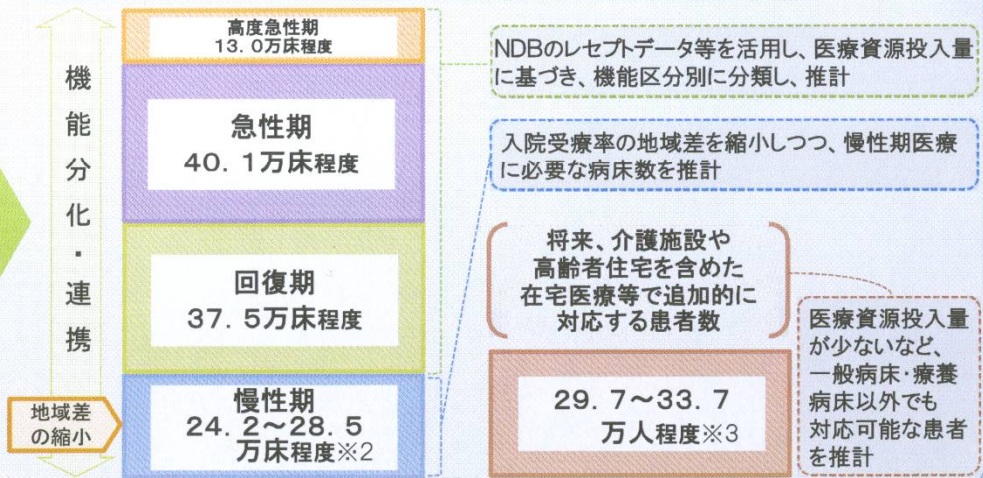 機能分化・連携
地域差
の縮小
高度急性期
13.0万床程度
急性期
40.1万床程度
回復期
37.5万床程度
慢性期
24.2～28.5
万床程度※2
NDBのレセプトデータ等を活用し、医療資源投入量
に基づき、機能区分別に分類し、推計
入院受療率の地域差を縮小しつつ、慢性期医療
に必要な病床数を推計
将来、介護施設や
高齢者住宅を含めた
在宅医療等で追加的に
対応する患者数
29.7～33.7
万人程度※3
医療資源投入量
が少ないなど、
一般病床・療養
病床以外でも
対応可能な患者
を推計